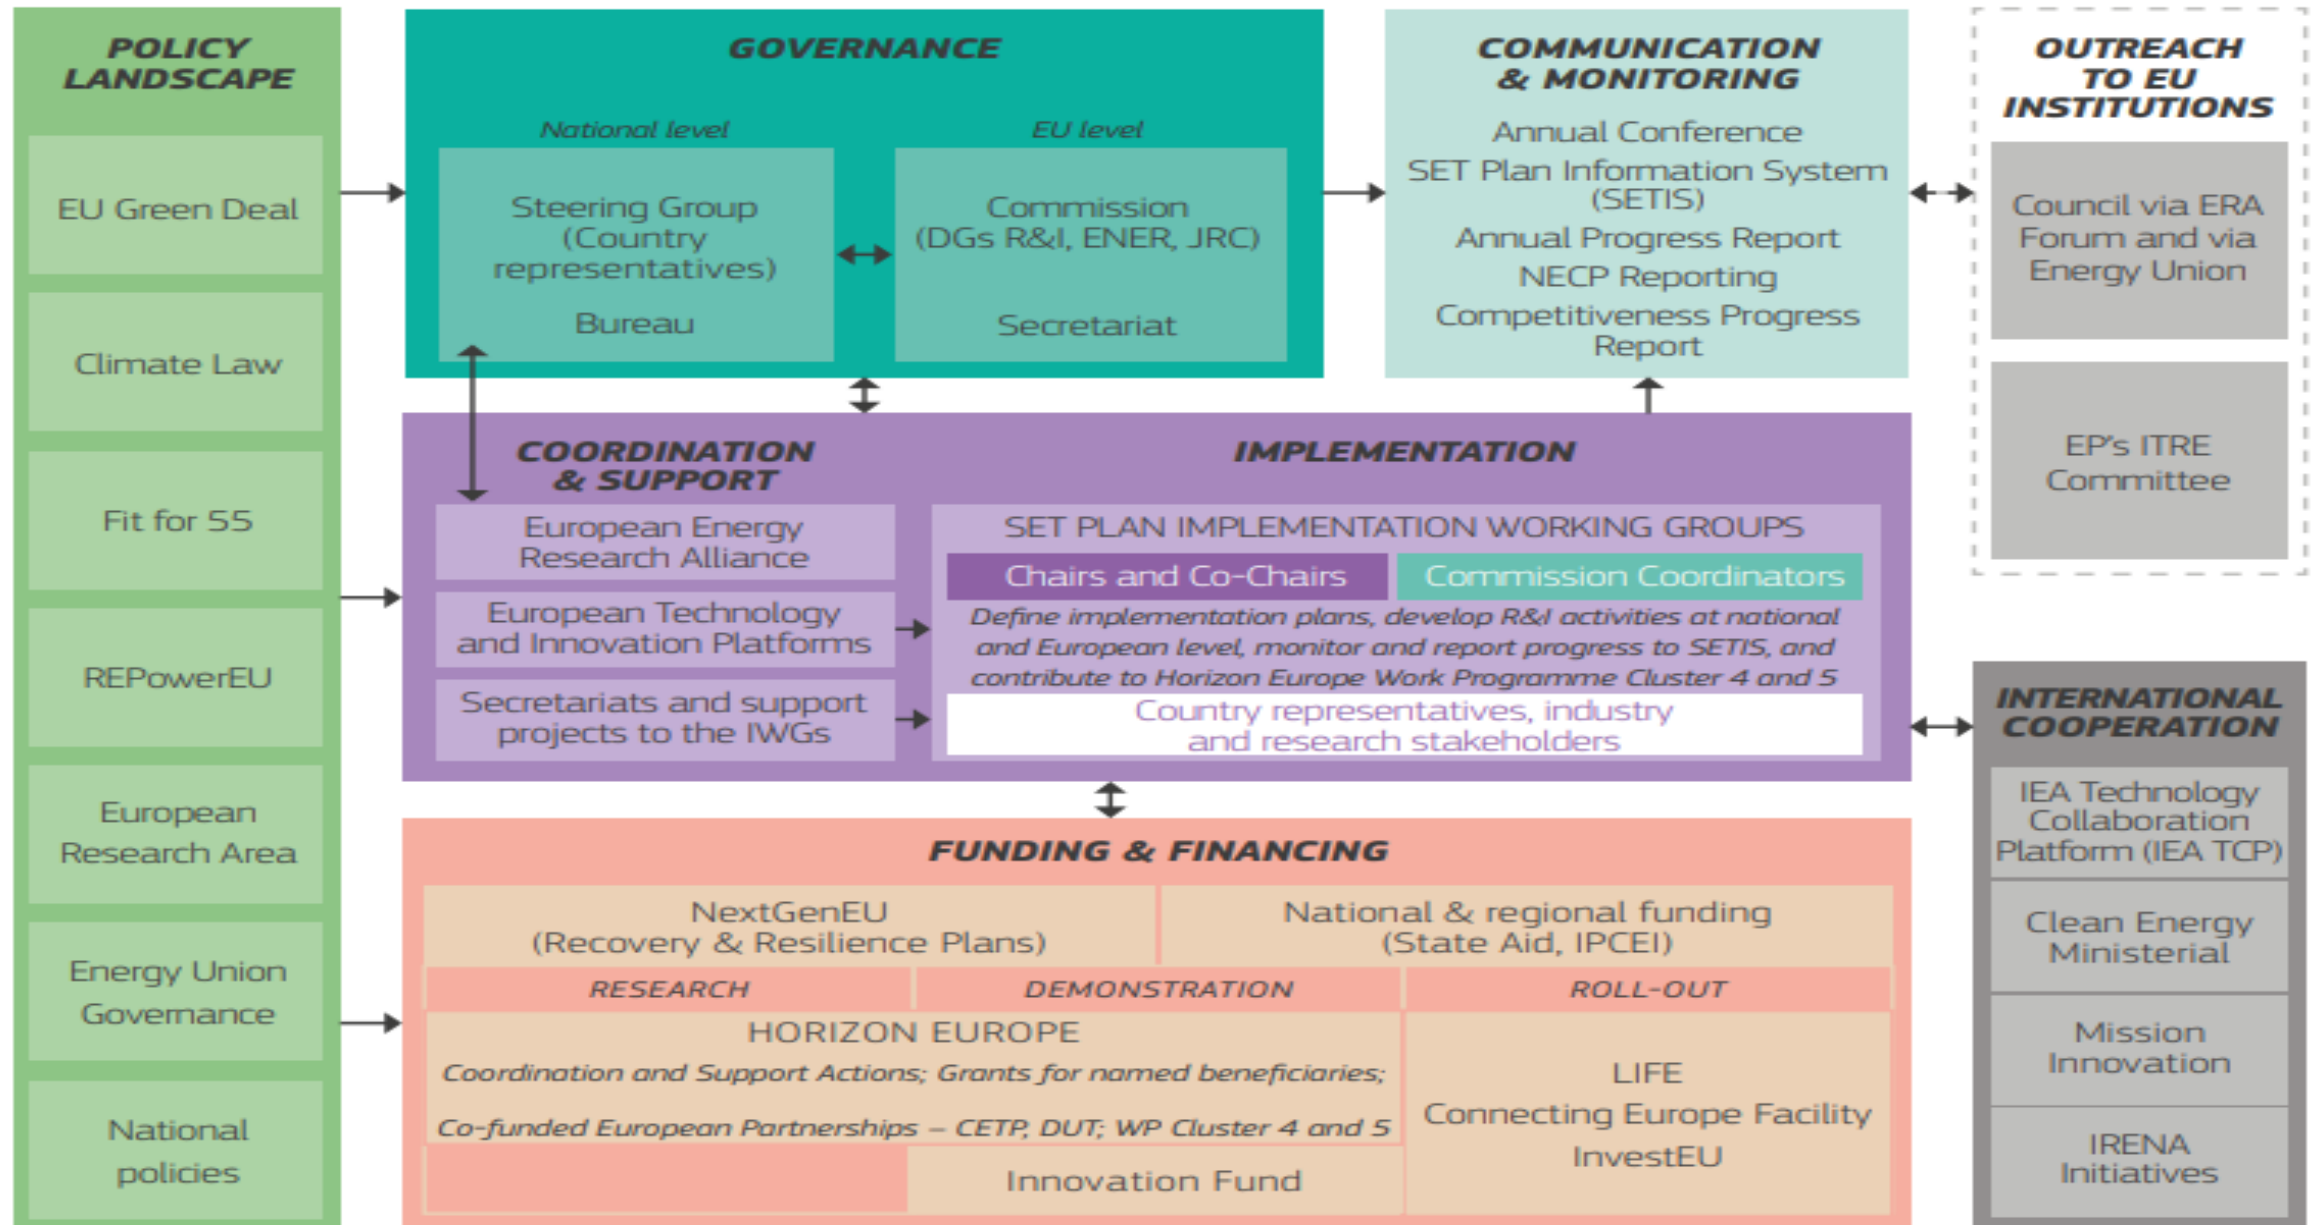 POLICY
LANDSCAPE
EU Green Deal
Climate Law
Fit for 55
REPowerEU
European
Research Area
Energy Union
Governance
National
policies
GOVERNANCE
National level
Steering Group
(Country
representatives)
Bureau
EU level
Commission
(DGs R&I, ENER, JRC)
Secretariat
COMMUNICATION
& MONITORING
Annual Conference
SET Plan Information System
(SETIS)
Annual Progress Report
NECP Reporting
Competitiveness Progress
Report
OUTREACH
TO EU
INSTITUTIONS
Council via ERA
Forum and via
Energy Union
EP's ITRE
Committee
COORDINATION
& SUPPORT
European Energy
Research Alliance
European Technology
and Innovation Platforms
Secretariats and support
projects to the IWGs
IMPLEMENTATION
SET PLAN IMPLEMENTATION WORKING GROUPS
Chairs and Co-Chairs
Commission Coordinators
Define implementation plans, develop R&I activities at national
and European level, monitor and report progress to SETIS, and
contribute to Horizon Europe Work Programme Cluster 4 and 5
Country representatives, industry
and research stakeholders
INTERNATIONAL
COOPERATION
IEA Technology
Collaboration
Platform (IEA TCP)
Clean Energy
Ministerial
Mission
Innovation
IRENA
Initiatives
FUNDING & FINANCING
NextGenEU
(Recovery & Resilience Plans)
National & regional funding
(State Aid, IPCEI)
RESEARCH
DEMONSTRATION
ROLL-OUT
HORIZON EUROPE
Coordination and Support Actions; Grants for named beneficiaries;
Co-funded European Partnerships – CETP, DUT; WP Cluster 4 and 5
Innovation Fund
LIFE
Connecting Europe Facility
InvestEU